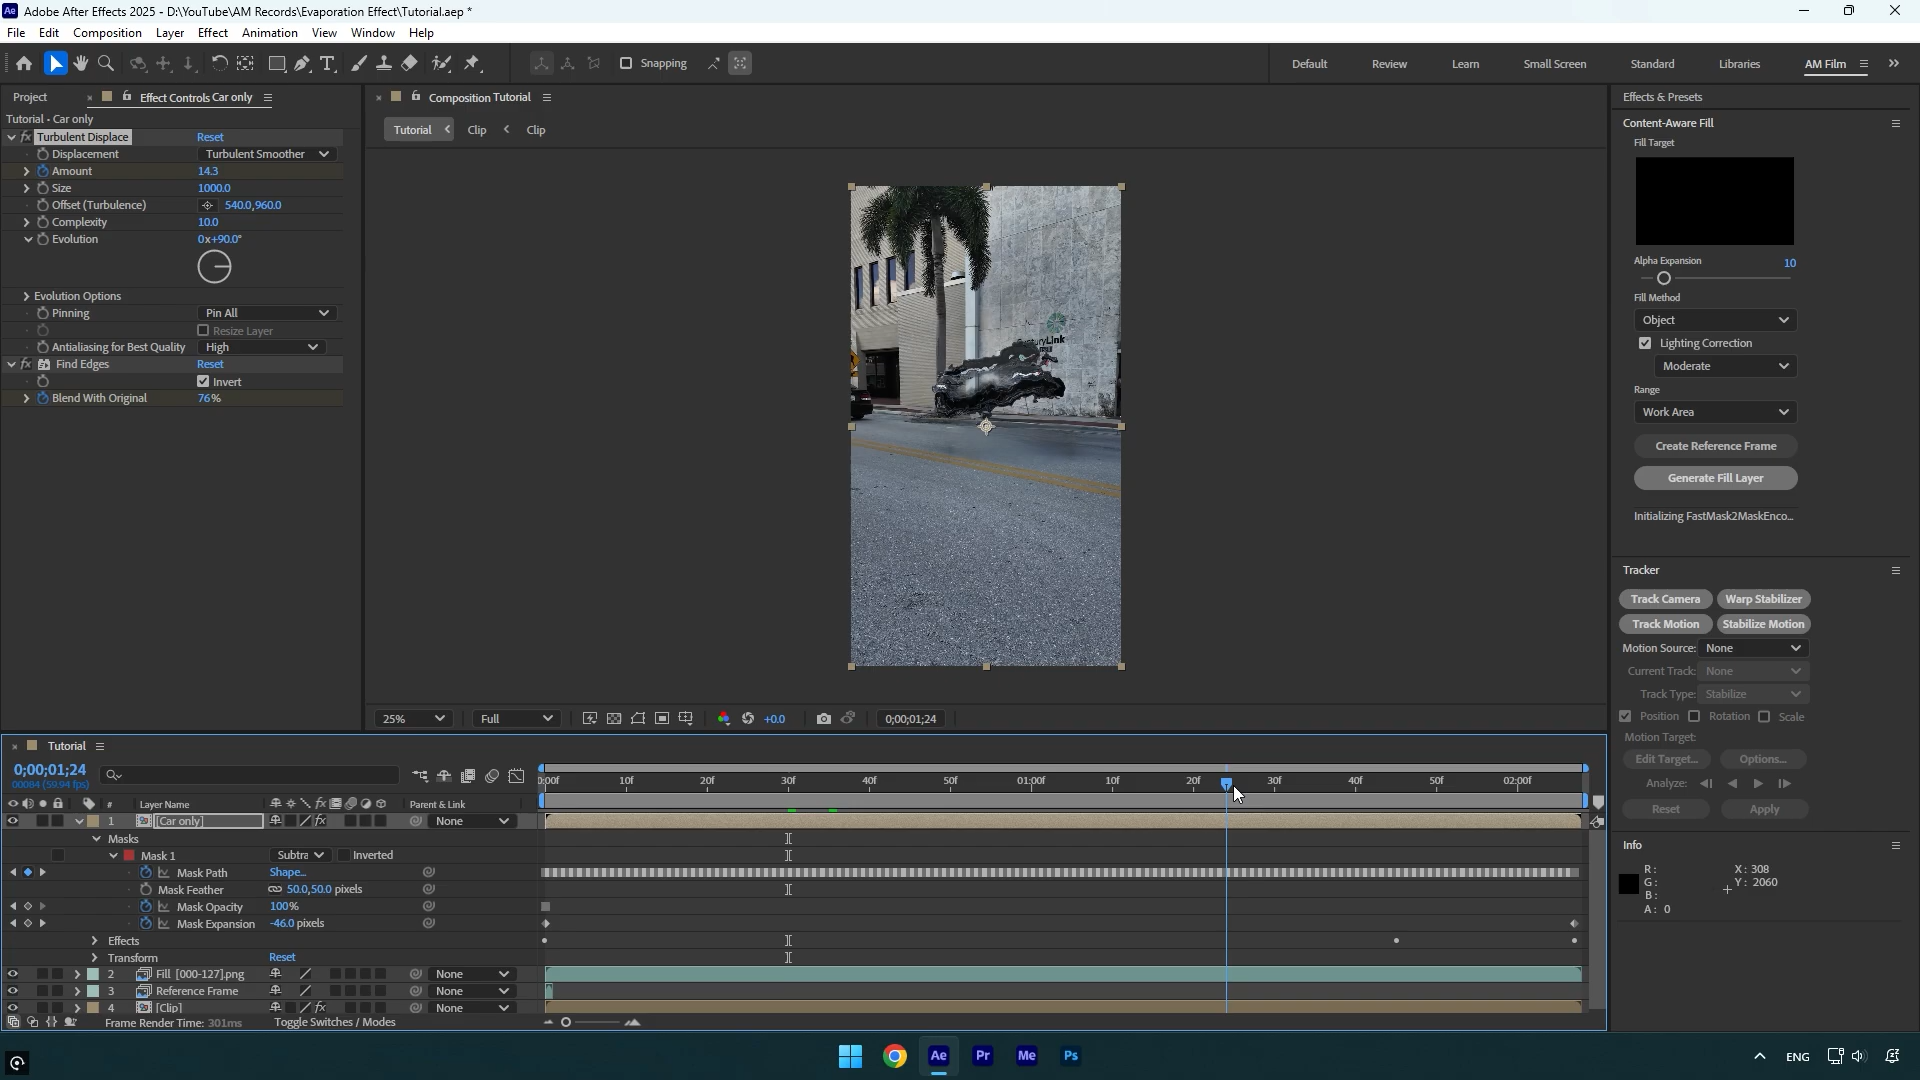 Adobe After Effects 2025 - D:\YouTube\AM Records\Evaporation Effect\Tutorial.aep *
File Edit Composition Layer Effect Animation View Window Help
Snapping
Default Review Learn Small Screen Standard Libraries AM Film
Project Effect Controls Car only
Tutorial • Car only
fx Turbulent Displace Reset
Displacement Turbulent Smoother
Amount 14.3
Size 1000.0
Offset (Turbulence) 540.0,960.0
Complexity 10.0
Evolution 0x+90.0°
Evolution Options
Pinning Pin All
Resize Layer
Antialiasing for Best Quality High
fx Find Edges Reset
Invert
Blend With Original 76%
Composition Tutorial
Tutorial Clip Clip
Link
25% Full +0.0 0;00;01;24
Effects & Presets
Content-Aware Fill
Fill Target
Alpha Expansion 10
Fill Method
Object
Lighting Correction
Moderate
Range
Work Area
Create Reference Frame
Generate Fill Layer
Initializing FastMask2MaskEnco...
Tracker
Track Camera Warp Stabilizer
Track Motion Stabilize Motion
Motion Source: None
Current Track: None
Track Type: Stabilize
Position Rotation Scale
Motion Target:
Edit Target... Options...
Analyze:
Reset Apply
Info
R: X: 308
G: Y: 2060
B:
A: 0
Tutorial
0;00;01;24
00084 (59.94 fps)
0:00f 10f 20f 30f 40f 50f 01:00f 10f 20f 30f 40f 50f 02:00f
# Layer Name fx Parent & Link
1 [Car only] fx None
Masks
Mask 1 Subtra Inverted
Mask Path Shape...
Mask Feather 50.0,50.0 pixels
Mask Opacity 100%
Mask Expansion -46.0 pixels
Effects
Transform Reset
2 Fill [000-127].png None
3 Reference Frame None
4 [Clip] fx None
Frame Render Time: 301ms Toggle Switches / Modes
Ae Pr Me Ps
ENG